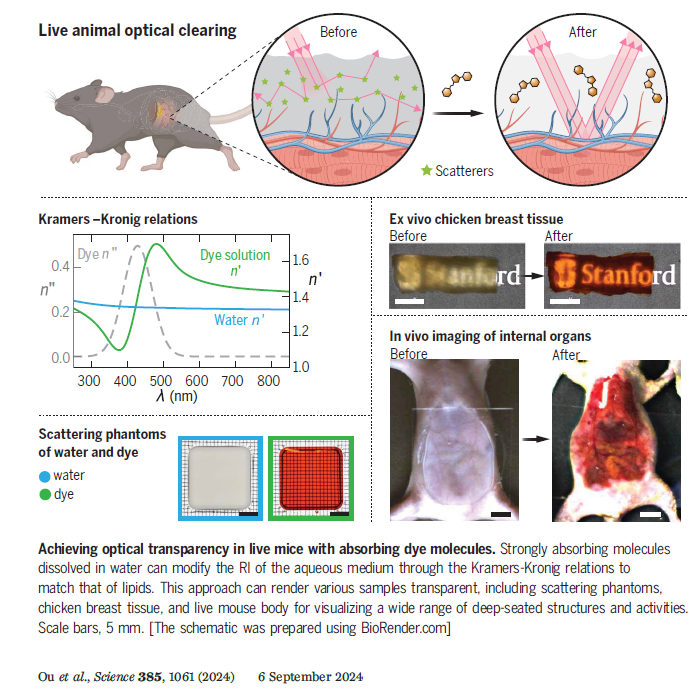 Live animal optical clearing
Before
After
Scatterers
Kramers –Kronig relations
Dye n"
Dye solution
n'
Water n'
n"
0.4
0.2
0.0
n'
1.6
1.4
1.2
1.0
300 400 500 600 700 800
λ (nm)
Scattering phantoms
of water and dye
water
dye
Ex vivo chicken breast tissue
Before
After
Stanford
Stanford
In vivo imaging of internal organs
Before
After
Achieving optical transparency in live mice with absorbing dye molecules. Strongly absorbing molecules
dissolved in water can modify the RI of the aqueous medium through the Kramers-Kronig relations to
match that of lipids. This approach can render various samples transparent, including scattering phantoms,
chicken breast tissue, and live mouse body for visualizing a wide range of deep-seated structures and activities.
Scale bars, 5 mm. [The schematic was prepared using BioRender.com]
Ou et al., Science 385, 1061 (2024) 6 September 2024